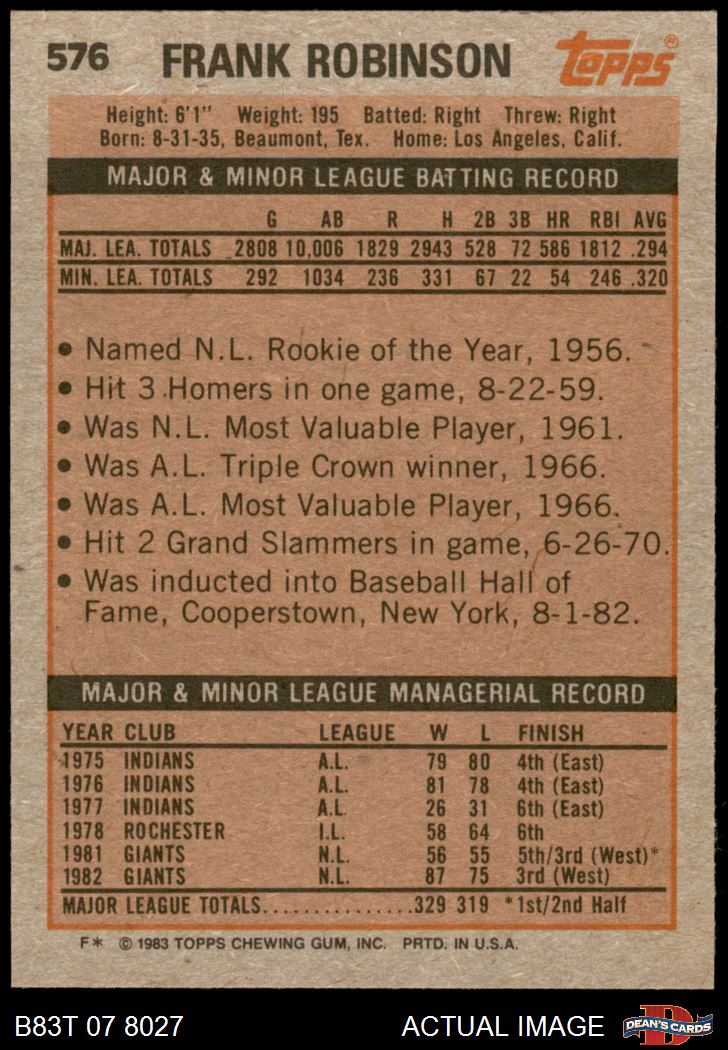 576 FRANK ROBINSON Topps®
Height: 6'1" Weight: 195 Batted: Right Threw: Right
Born: 8-31-35, Beaumont, Tex. Home: Los Angeles, Calif.
MAJOR & MINOR LEAGUE BATTING RECORD
G AB R H 2B 3B HR RBI AVG
MAJ. LEA. TOTALS 2808 10,006 1829 2943 528 72 586 1812 .294
MIN. LEA. TOTALS 292 1034 236 331 67 22 54 246 .320
• Named N.L. Rookie of the Year, 1956.
• Hit 3 Homers in one game, 8-22-59.
• Was N.L. Most Valuable Player, 1961.
• Was A.L. Triple Crown winner, 1966.
• Was A.L. Most Valuable Player, 1966.
• Hit 2 Grand Slammers in game, 6-26-70.
• Was inducted into Baseball Hall of
Fame, Cooperstown, New York, 8-1-82.
MAJOR & MINOR LEAGUE MANAGERIAL RECORD
YEAR CLUB LEAGUE W L FINISH
1975 INDIANS A.L. 79 80 4th (East)
1976 INDIANS A.L. 81 78 4th (East)
1977 INDIANS A.L. 26 31 6th (East)
1978 ROCHESTER I.L. 58 64 6th
1981 GIANTS N.L. 56 55 5th/3rd (West)*
1982 GIANTS N.L. 87 75 3rd (West)
MAJOR LEAGUE TOTALS...............329 319 *1st/2nd Half
F* © 1983 TOPPS CHEWING GUM, INC. PRTD. IN U.S.A.
B83T 07 8027 ACTUAL IMAGE D DEAN'S CARDS